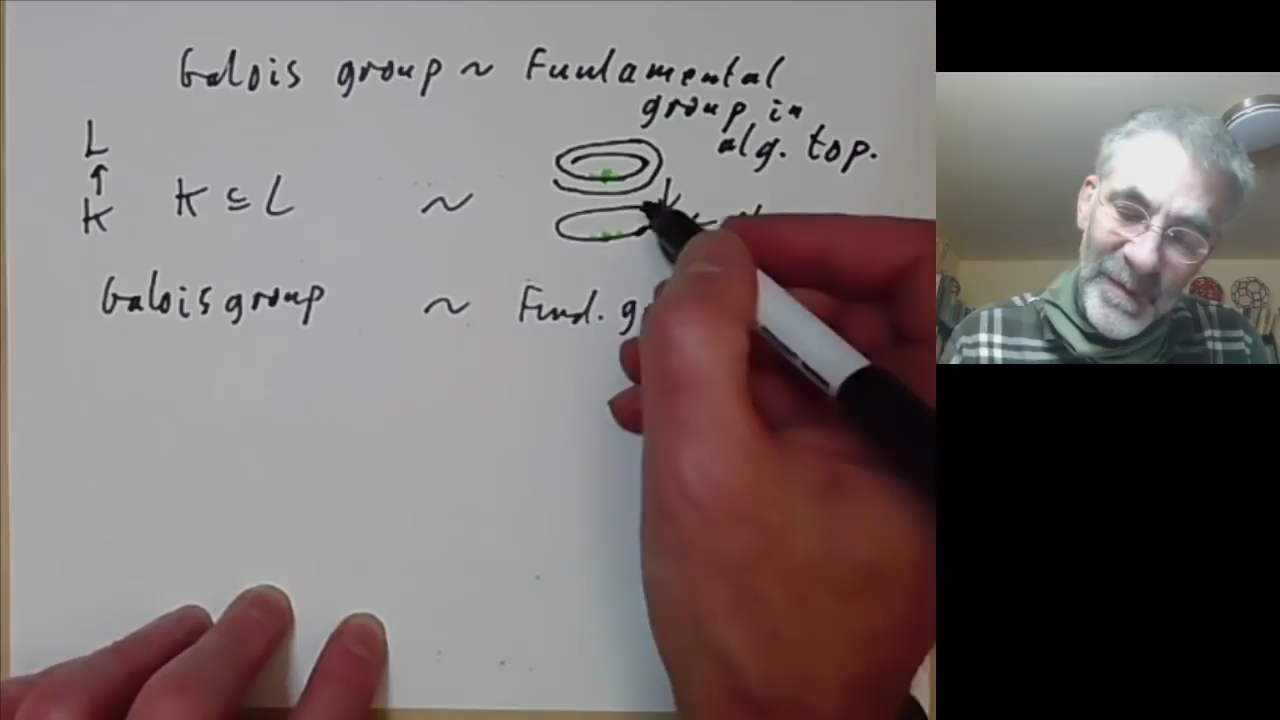 Galois group ~ Fundamental
group in
alg. top.
L
↑
K
K ⊆ L ~
Galois group ~ Fund. g